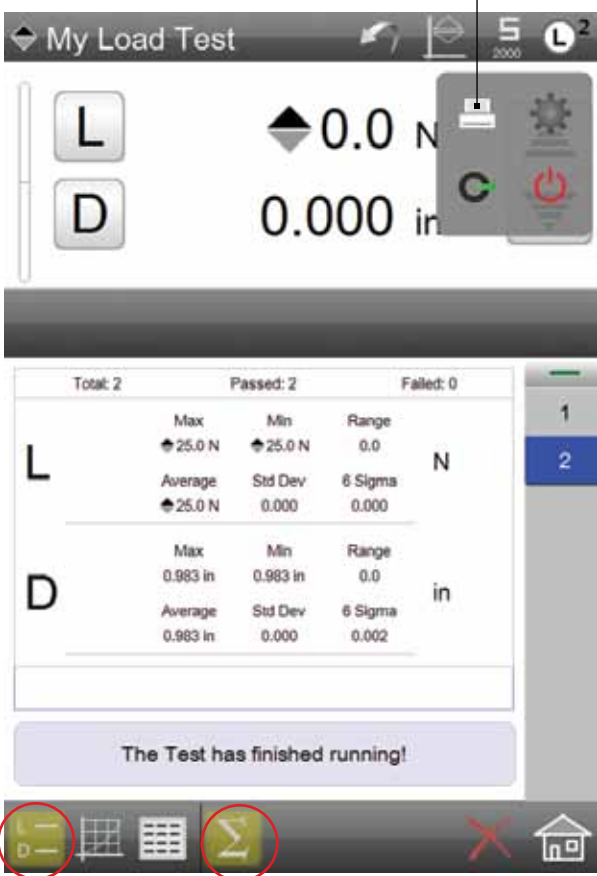 My Load Test
S
2000
L 2
L 0.0 N
D 0.000 in
Total: 2 Passed: 2 Failed: 0
1
2
L
Max Min Range
25.0 N 25.0 N 0.0
N
Average Std Dev 6 Sigma
25.0 N 0.000 0.000
D
Max Min Range
0.983 in 0.983 in 0.0
in
Average Std Dev 6 Sigma
0.983 in 0.000 0.002
The Test has finished running!
L
D
Σ